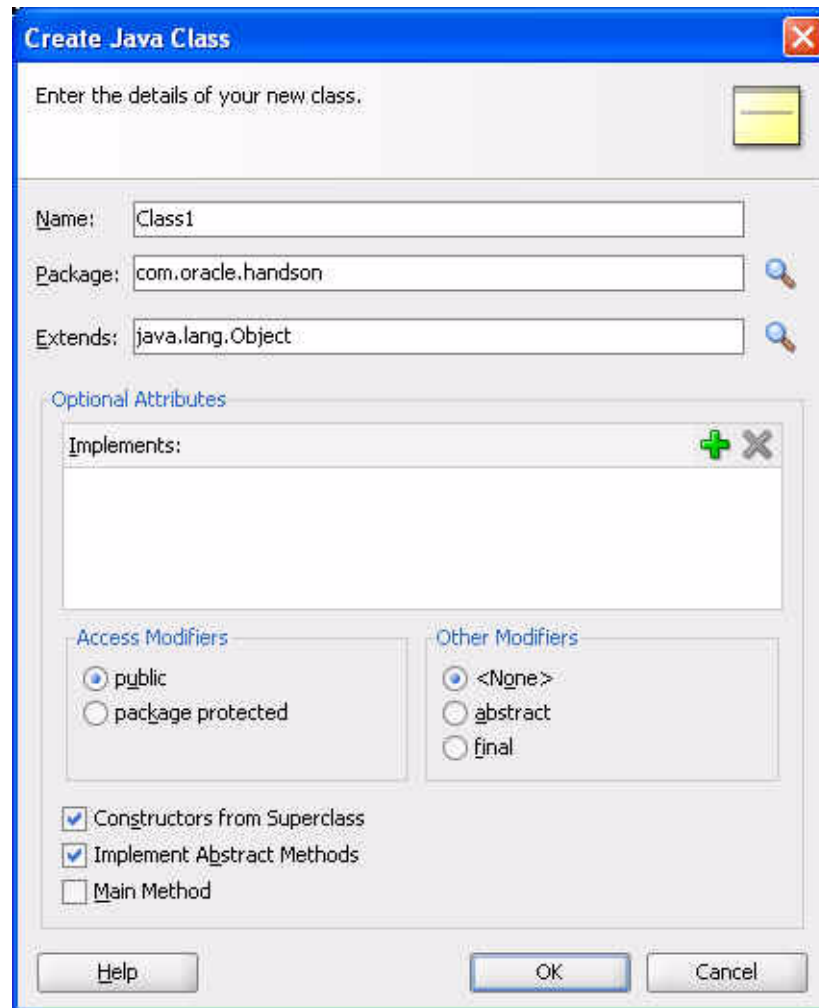 Create Java Class
Enter the details of your new class.
Name: Class1
Package: com.oracle.handson
Extends: java.lang.Object
Optional Attributes
Implements:
Access Modifiers
public
package protected
Other Modifiers
<None>
abstract
final
Constructors from Superclass
Implement Abstract Methods
Main Method
Help OK Cancel